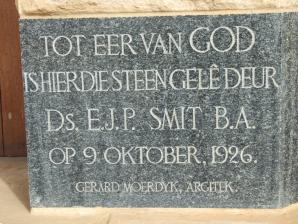 TOT EER VAN GOD
IS HIERDIE STEEN GELÊ DEUR
Ds. E.J.P. SMIT B.A.
OP 9 OKTOBER, 1926.
GERARD MOERDYK, ARGITEK.